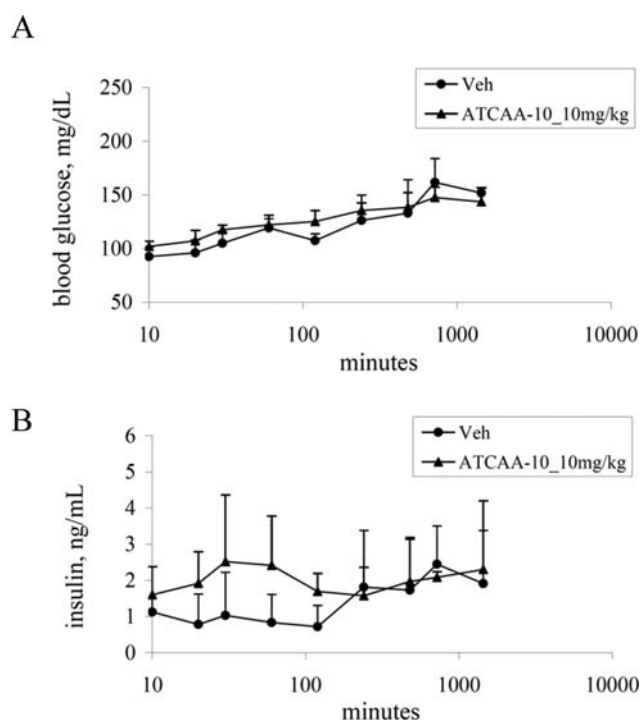 A
blood glucose, mg/dL
250
200
150
100
50
10
100
1000
10000
minutes
Veh
ATCAA-10_10mg/kg
B
insulin, ng/mL
6
5
4
3
2
1
0
10
100
1000
10000
minutes
Veh
ATCAA-10_10mg/kg